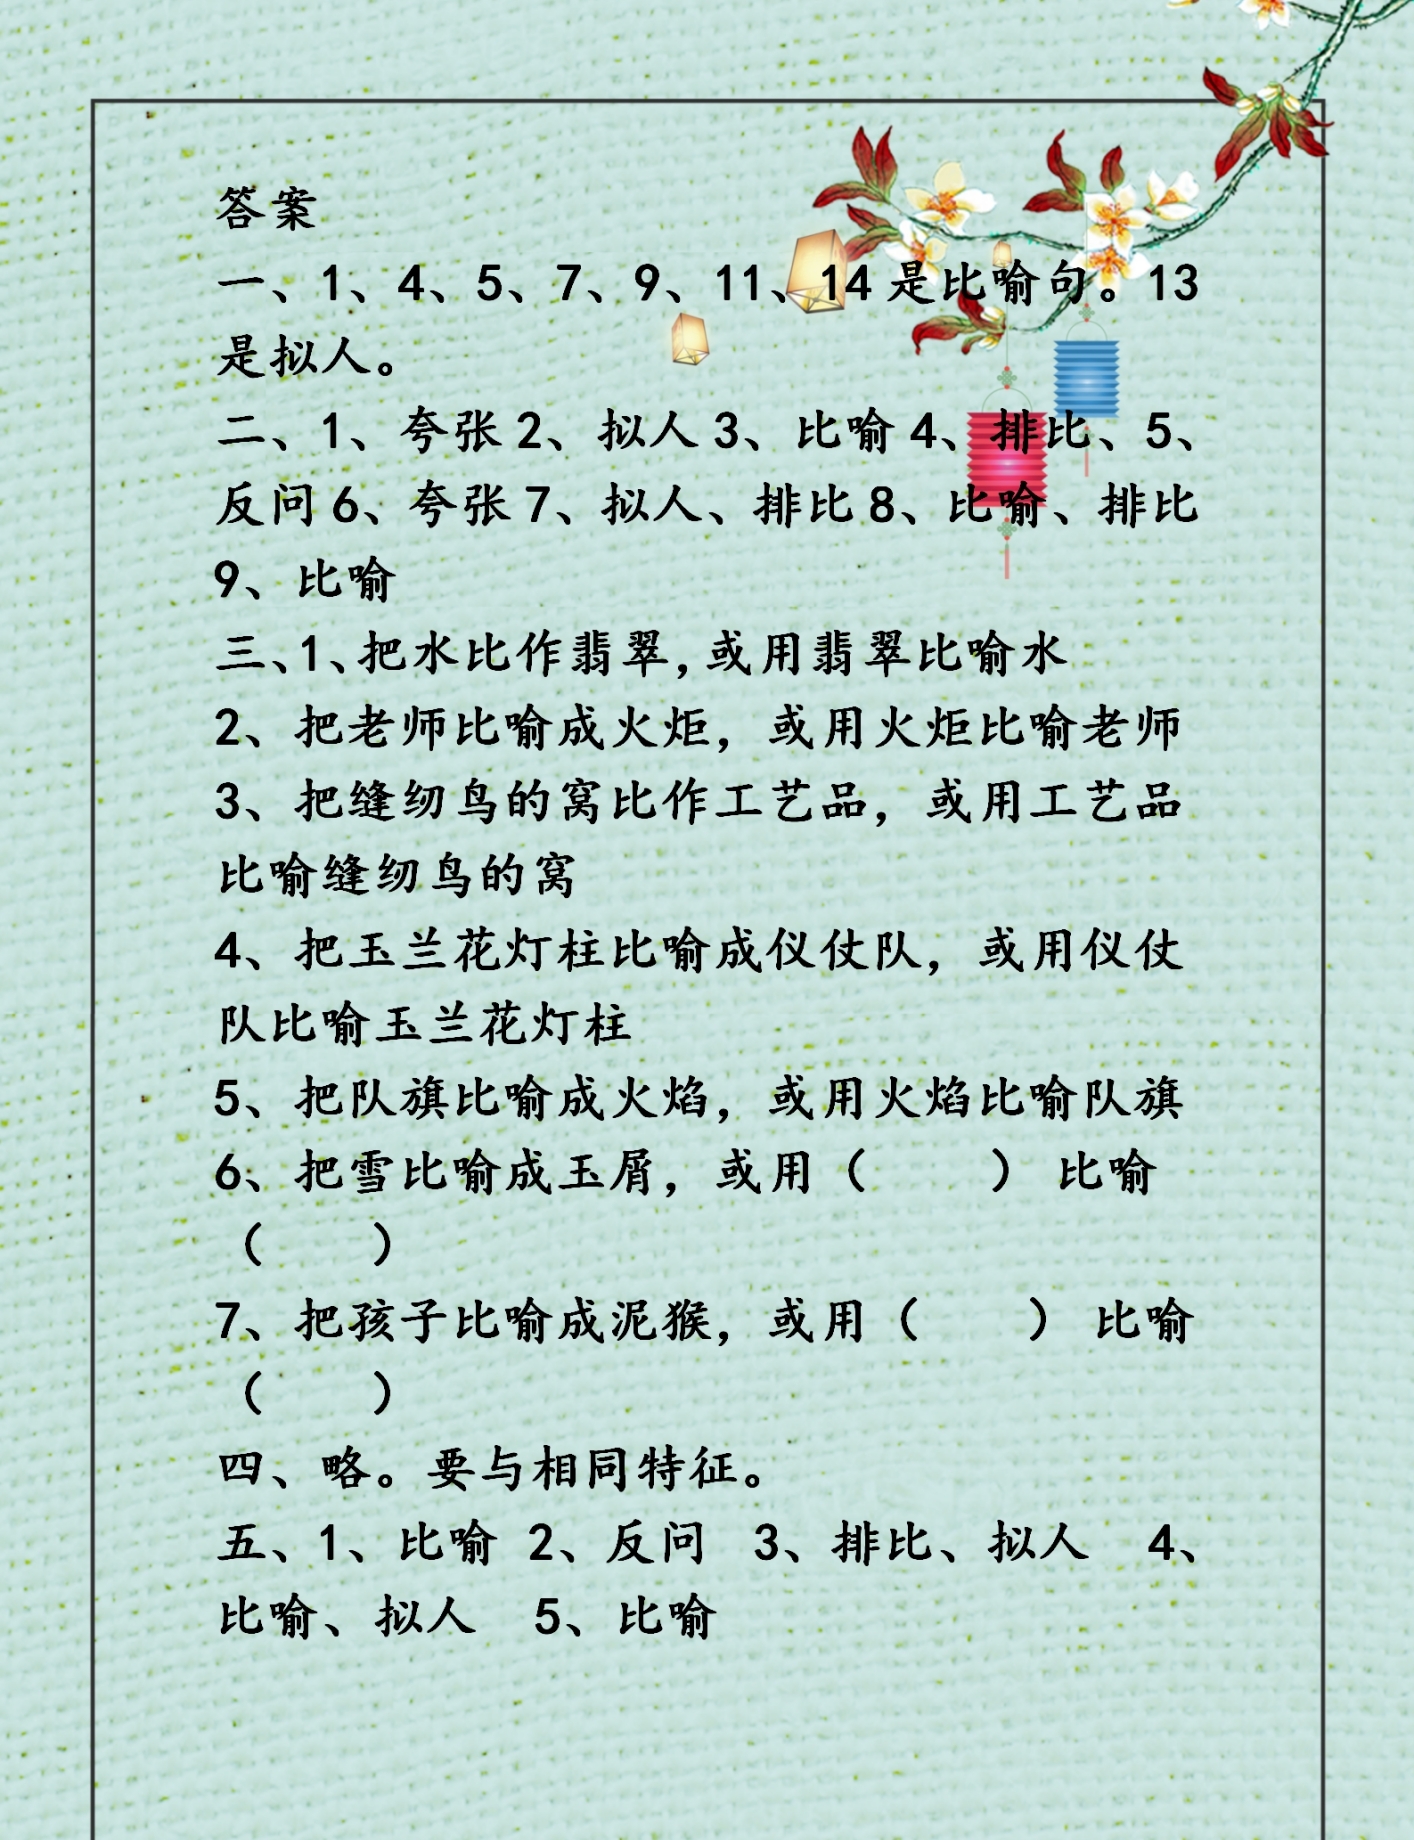 答案
一、1、4、5、7、9、11、14 是比喻句。13
是拟人。
二、1、夸张 2、拟人 3、比喻 4、排比、5、
反问 6、夸张 7、拟人、排比 8、比喻、排比
9、比喻
三、1、把水比作翡翠,或用翡翠比喻水
2、把老师比喻成火炬，或用火炬比喻老师
3、把缝纫鸟的窝比作工艺品，或用工艺品
比喻缝纫鸟的窝
4、把玉兰花灯柱比喻成仪仗队，或用仪仗
队比喻玉兰花灯柱
5、把队旗比喻成火焰，或用火焰比喻队旗
6、把雪比喻成玉屑，或用（　　） 比喻
（　　）
7、把孩子比喻成泥猴，或用（　　） 比喻
（　　）
四、略。要与相同特征。
五、1、比喻 2、反问 3、排比、拟人 4、
比喻、拟人 5、比喻